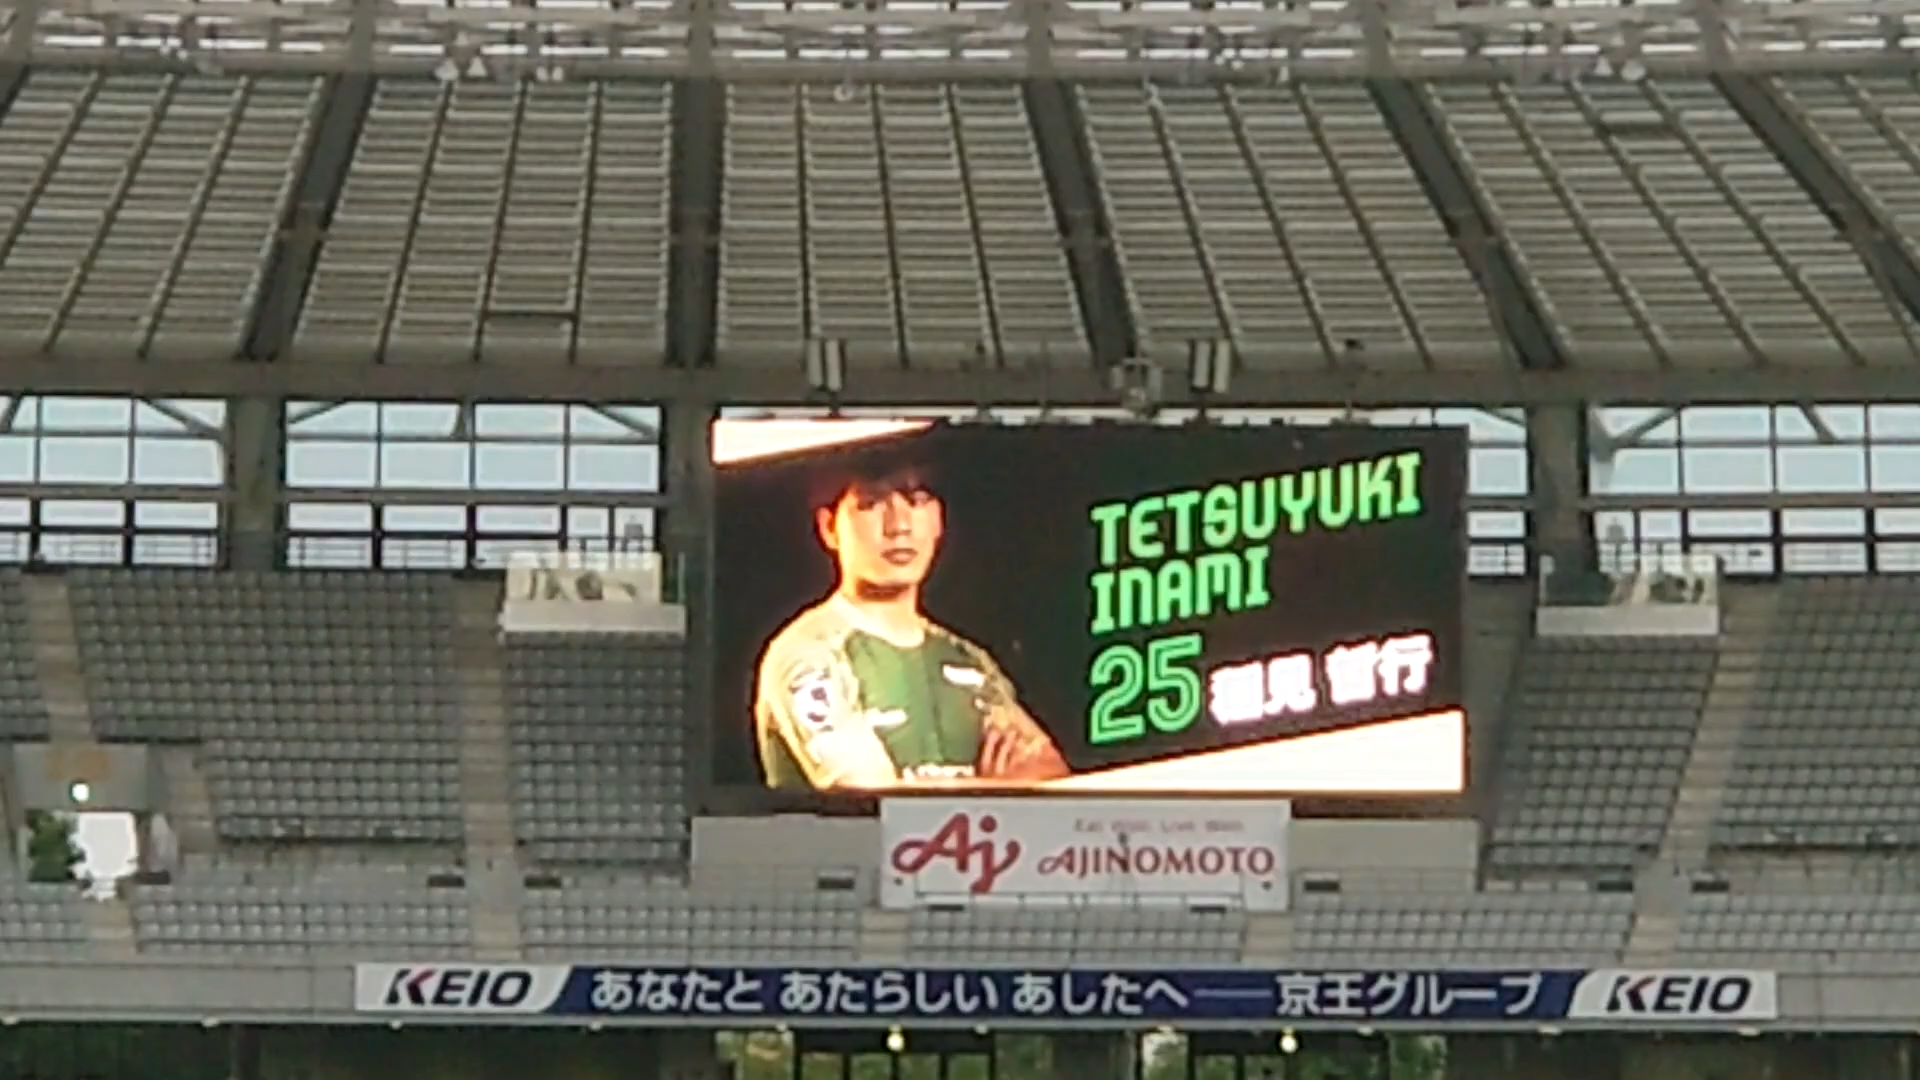 TETSUYUKI
INAMI
25 稲見 哲行
Aj AJINOMOTO
KEIO あなたと あたらしい あしたへ── 京王グループ KEIO